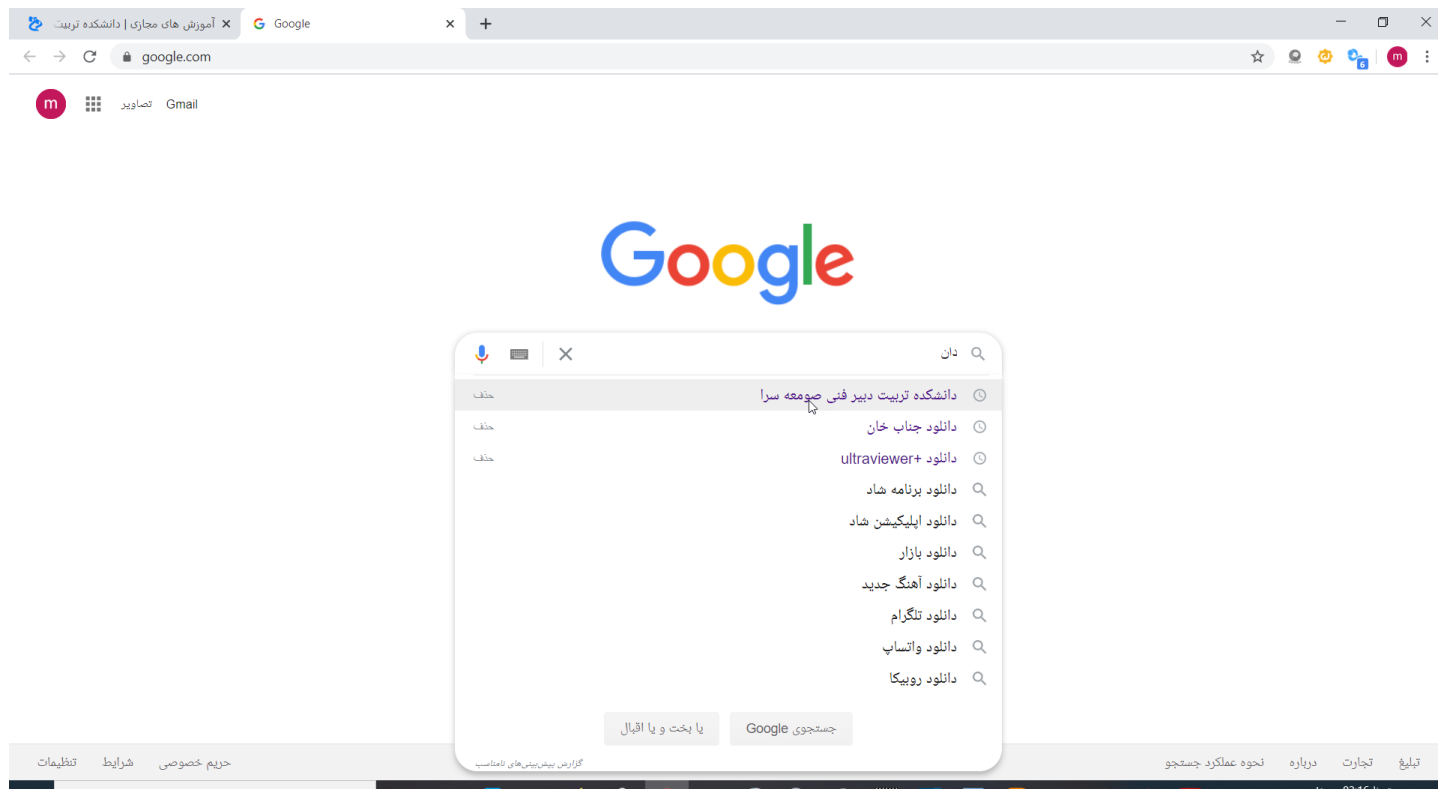 آموزش های مجازی | دانشکده تربیت
Google
google.com
6
m
m
تصاویر
Gmail
Google
دان
دانشکده تربیت دبیر فنی صومعه سرا
حذف
دانلود جناب خان
حذف
دانلود +ultraviewer
حذف
دانلود برنامه شاد
دانلود اپلیکیشن شاد
دانلود بازار
دانلود آهنگ جدید
دانلود تلگرام
دانلود واتساپ
دانلود روبیکا
جستجوی Google
یا بخت و یا اقبال
گزارش پیش‌بینی‌های نامناسب
تبلیغ
تجارت
درباره
نحوه عملکرد جستجو
حریم خصوصی
شرایط
تنظیمات